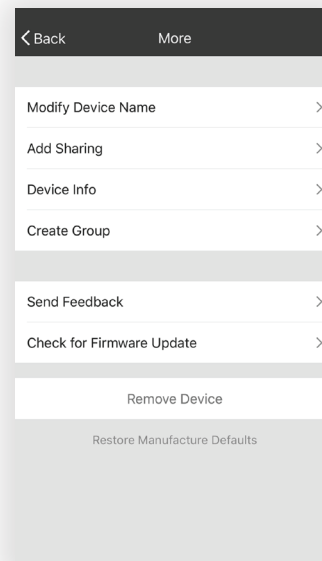 Back More
Modify Device Name
Add Sharing
Device Info
Create Group
Send Feedback
Check for Firmware Update
Remove Device
Restore Manufacture Defaults